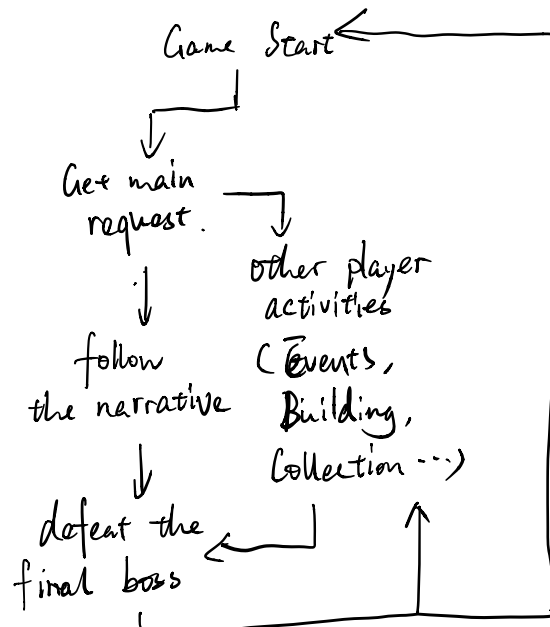 Game Start
Get main
request.
other player
activities
(Events,
Building,
Collection ...)
follow
the narrative
defeat the
final boss